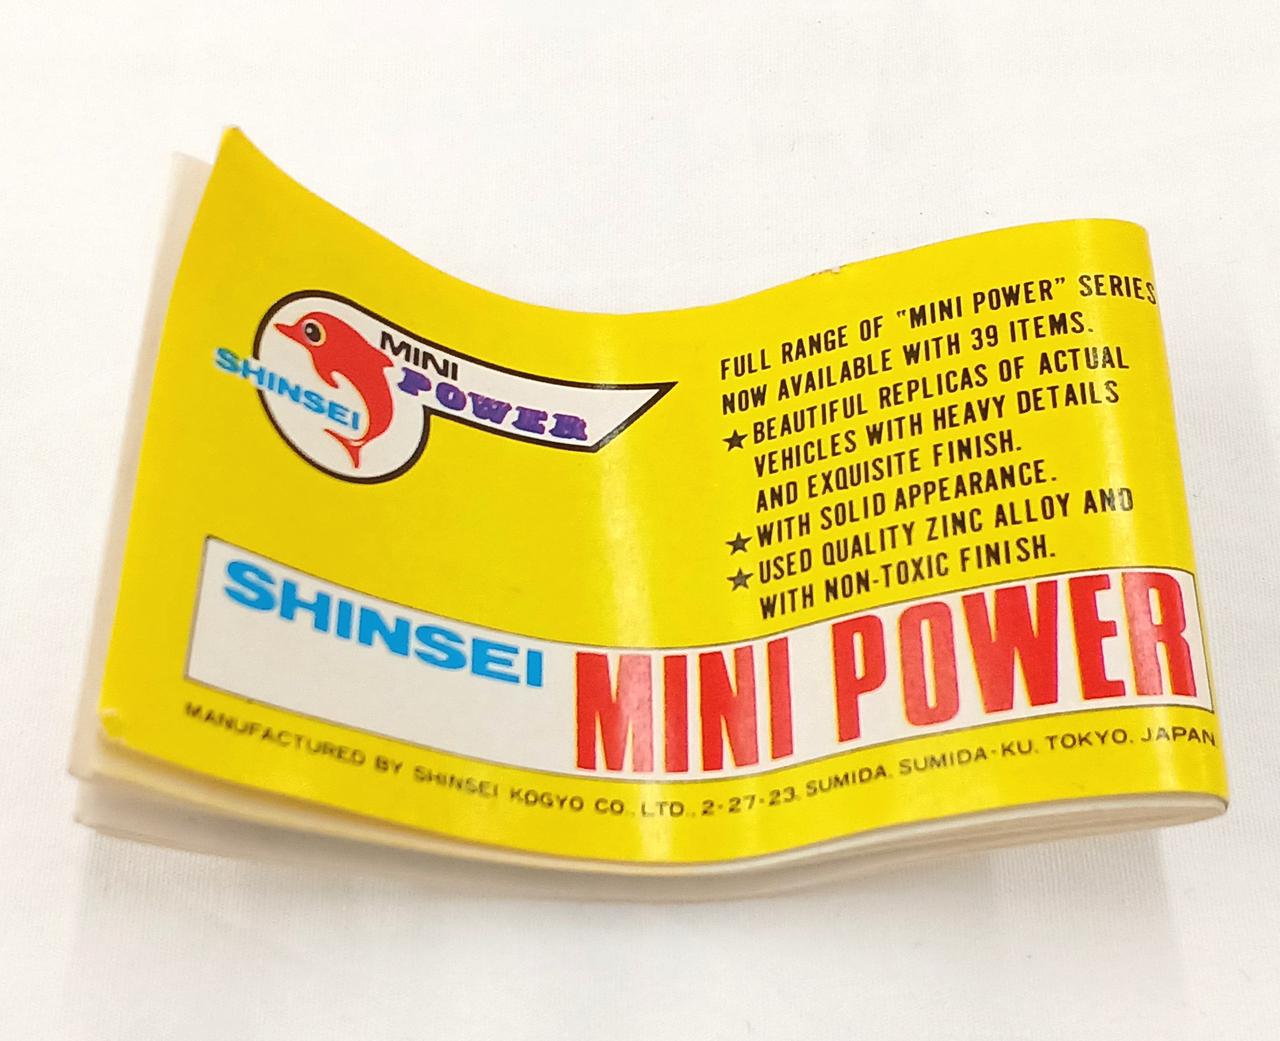 MINI
POWER
SHINSEI
FULL RANGE OF "MINI POWER" SERIES
NOW AVAILABLE WITH 39 ITEMS.
★BEAUTIFUL REPLICAS OF ACTUAL
VEHICLES WITH HEAVY DETAILS
AND EXQUISITE FINISH.
★WITH SOLID APPEARANCE.
★USED QUALITY ZINC ALLOY AND
WITH NON-TOXIC FINISH.
SHINSEI MINI POWER
MANUFACTURED BY SHINSEI KOGYO CO., LTD., 2-27-23, SUMIDA, SUMIDA-KU, TOKYO, JAPAN